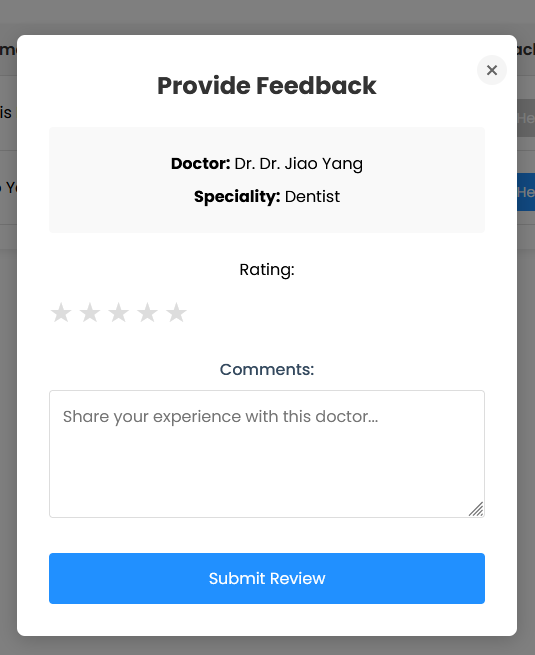 Provide Feedback
×
Doctor: Dr. Dr. Jiao Yang
Speciality: Dentist
Rating:
★ ★ ★ ★ ★
Comments:
Share your experience with this doctor...
Submit Review